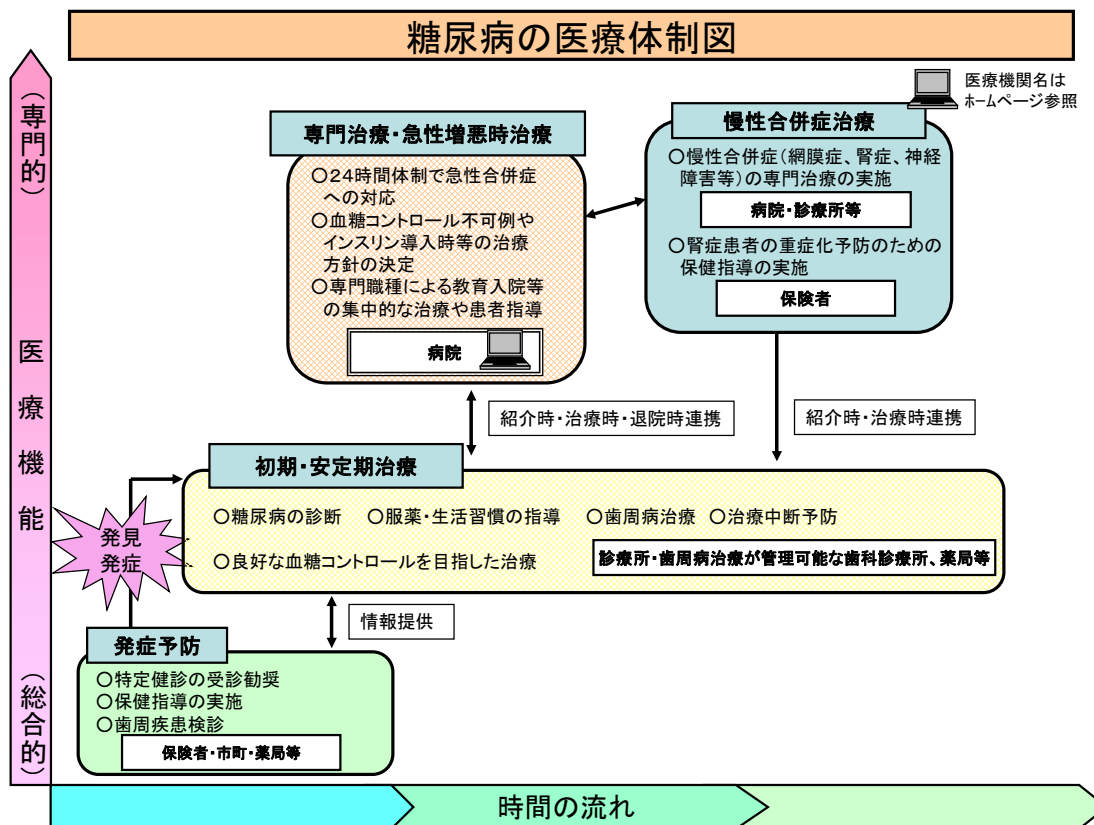 糖尿病の医療体制図
医療機関名は
ホームページ参照
(専門的)
医療機能
(総合的)
専門治療・急性増悪時治療
○24時間体制で急性合併症
への対応
○血糖コントロール不可例や
インスリン導入時等の治療
方針の決定
○専門職種による教育入院等
の集中的な治療や患者指導
病院
慢性合併症治療
○慢性合併症(網膜症、腎症、神経
障害等)の専門治療の実施
病院・診療所等
○腎症患者の重症化予防のための
保健指導の実施
保険者
紹介時・治療時・退院時連携
紹介時・治療時連携
初期・安定期治療
○糖尿病の診断 ○服薬・生活習慣の指導 ○歯周病治療 ○治療中断予防
○良好な血糖コントロールを目指した治療
診療所・歯周病治療が管理可能な歯科診療所、薬局等
発見
発症
情報提供
発症予防
○特定健診の受診勧奨
○保健指導の実施
○歯周疾患検診
保険者・市町・薬局等
時間の流れ